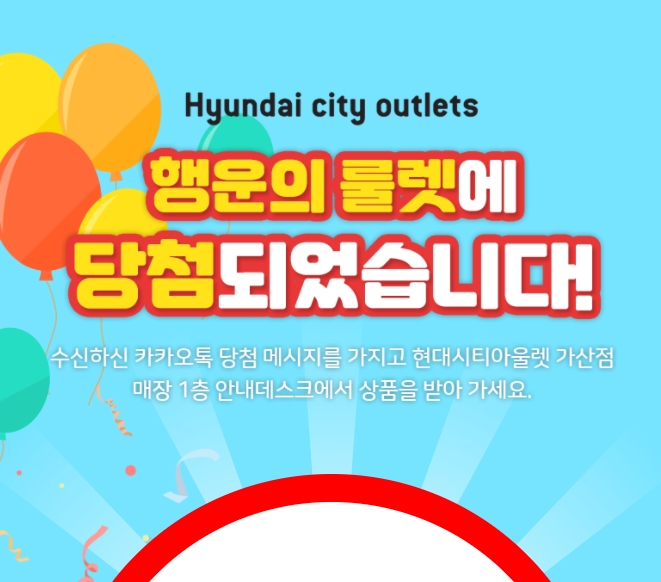 Hyundai city outlets
행운의 룰렛에
당첨되었습니다!
수신하신 카카오톡 당첨 메시지를 가지고 현대시티아울렛 가산점
매장 1층 안내데스크에서 상품을 받아 가세요.